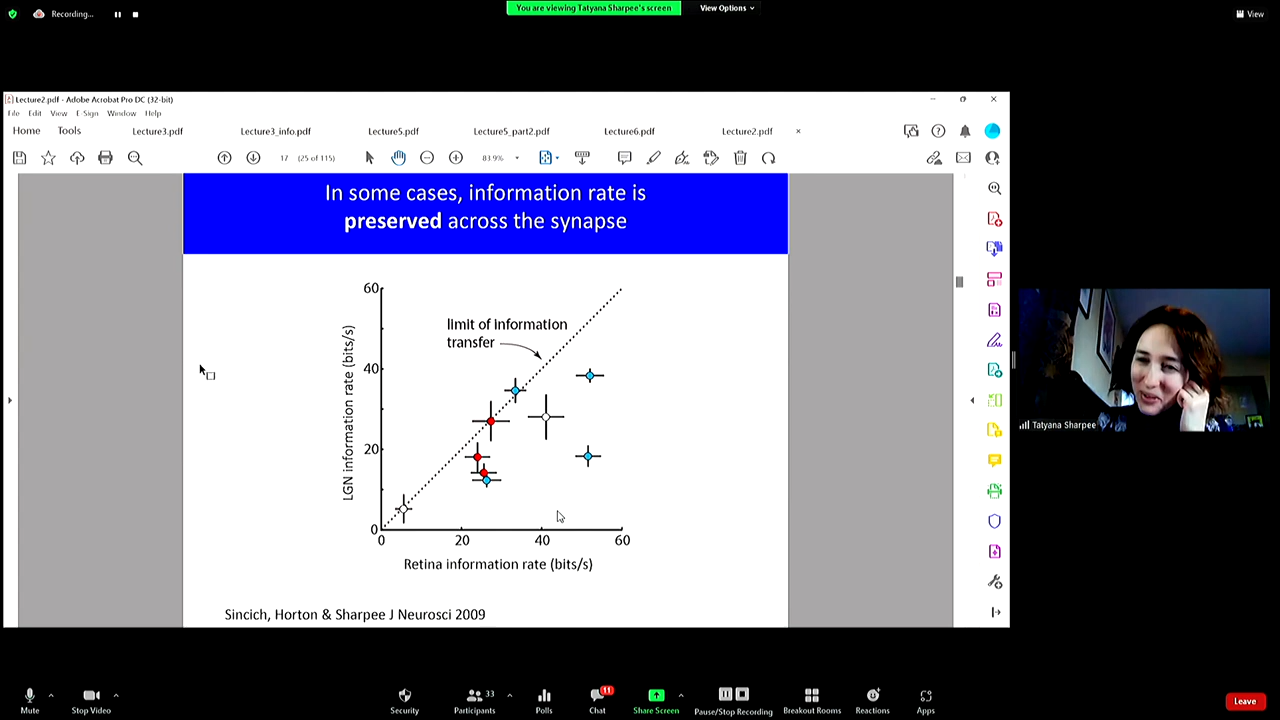 Recording...
You are viewing Tatyana Sharpee's screen
View Options
View
Lecture2.pdf - Adobe Acrobat Pro DC (32-bit)
File Edit View E-Sign Window Help
Home Tools Lecture3.pdf Lecture3_info.pdf Lecture5.pdf Lecture5_part2.pdf Lecture6.pdf Lecture2.pdf ×
17 (25 of 115) 83.9%
In some cases, information rate is
preserved across the synapse
60
40
20
0
LGN information rate (bits/s)
limit of information
transfer
0 20 40 60
Retina information rate (bits/s)
Sincich, Horton & Sharpee J Neurosci 2009
Tatyana Sharpee
Mute Stop Video Security Participants 33 Polls Chat 11 Share Screen Pause/Stop Recording Breakout Rooms Reactions Apps Leave